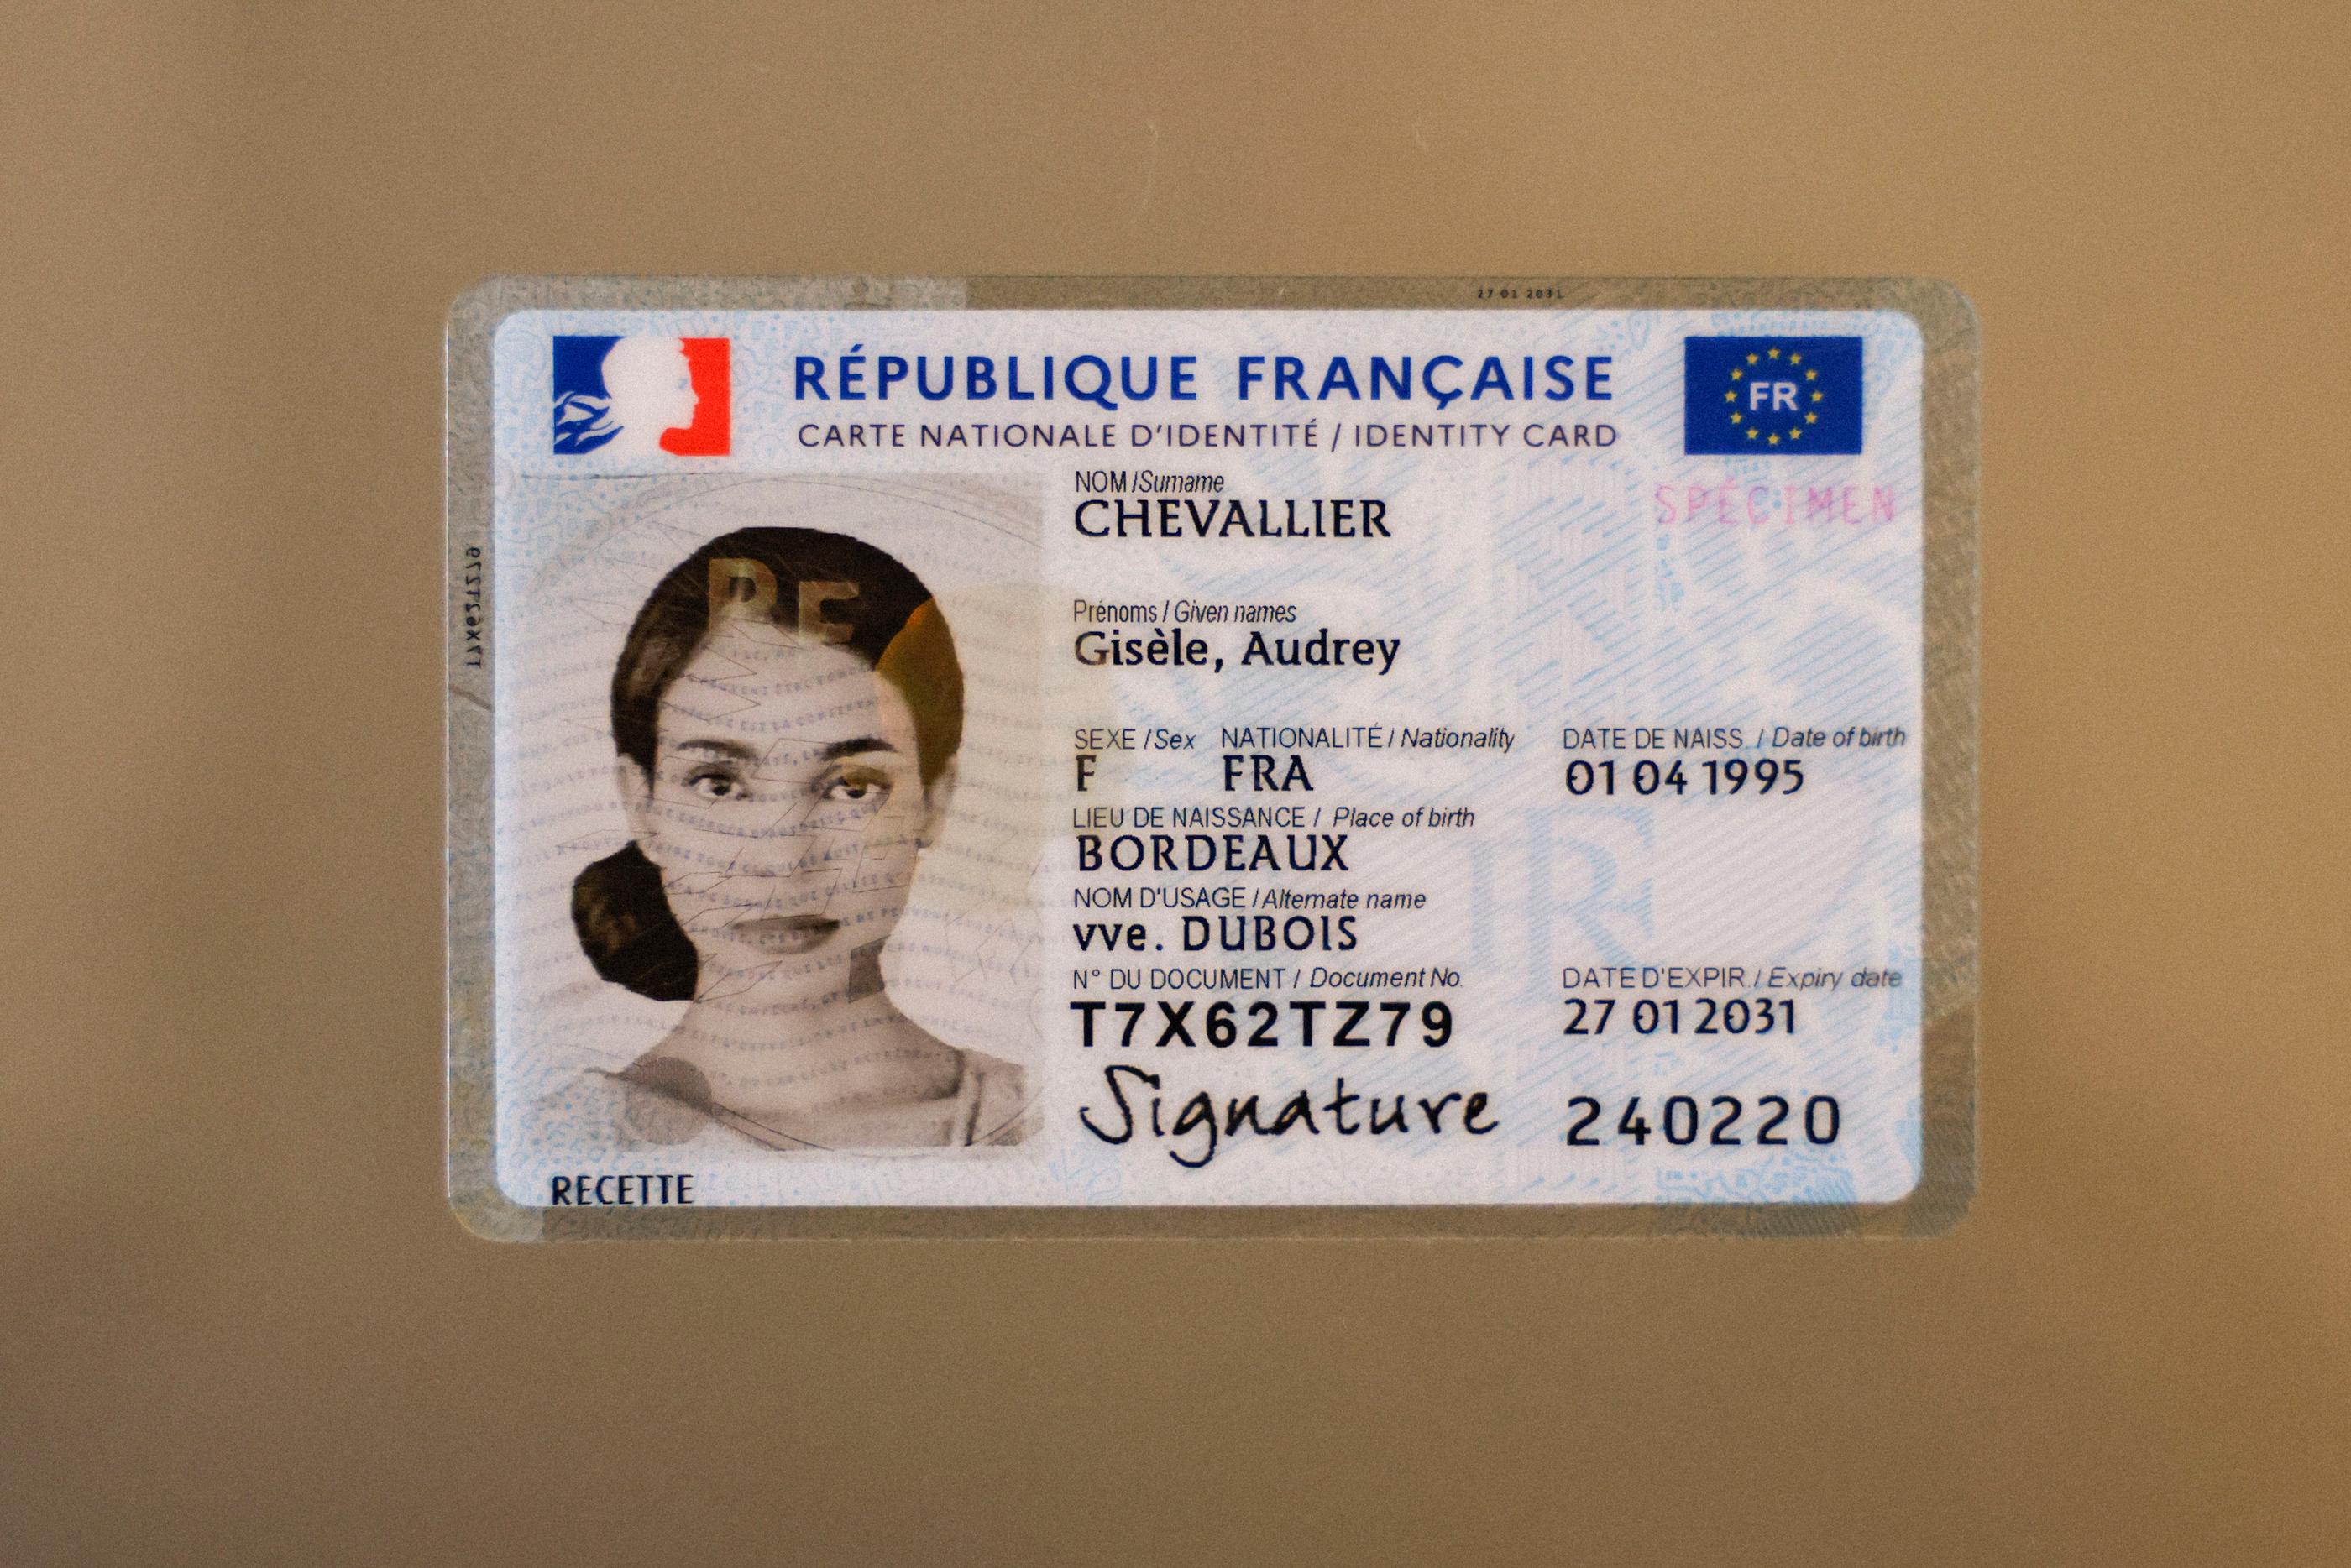 27 01 2031
RÉPUBLIQUE FRANÇAISE
FR
CARTE NATIONALE D'IDENTITÉ / IDENTITY CARD
NOM / Surname
SPÉCIMEN
CHEVALLIER
Prénoms / Given names
Gisèle, Audrey
SEXE / Sex NATIONALITÉ / Nationality DATE DE NAISS. / Date of birth
F FRA 01 04 1995
LIEU DE NAISSANCE / Place of birth
BORDEAUX
NOM D'USAGE / Alternate name
vve. DUBOIS
N° DU DOCUMENT / Document No. DATE D'EXPIR. / Expiry date
T7X62TZ79 27 01 2031
Signature 240220
RECETTE
RF